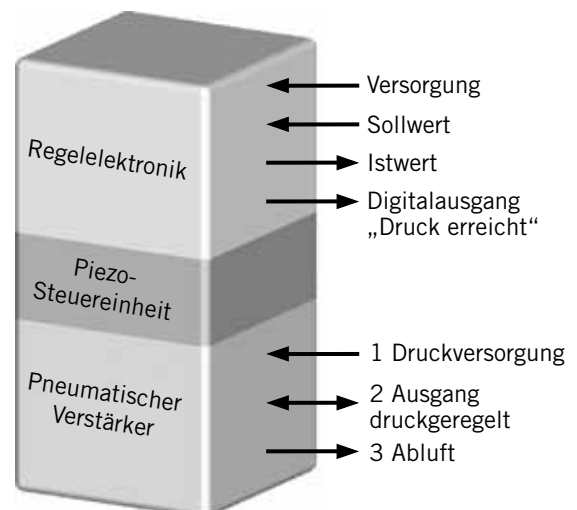 Regelelektronik
Piezo-
Steuereinheit
Pneumatischer
Verstärker
Versorgung
Sollwert
Istwert
Digitalausgang
„Druck erreicht“
1 Druckversorgung
2 Ausgang
druckgeregelt
3 Abluft